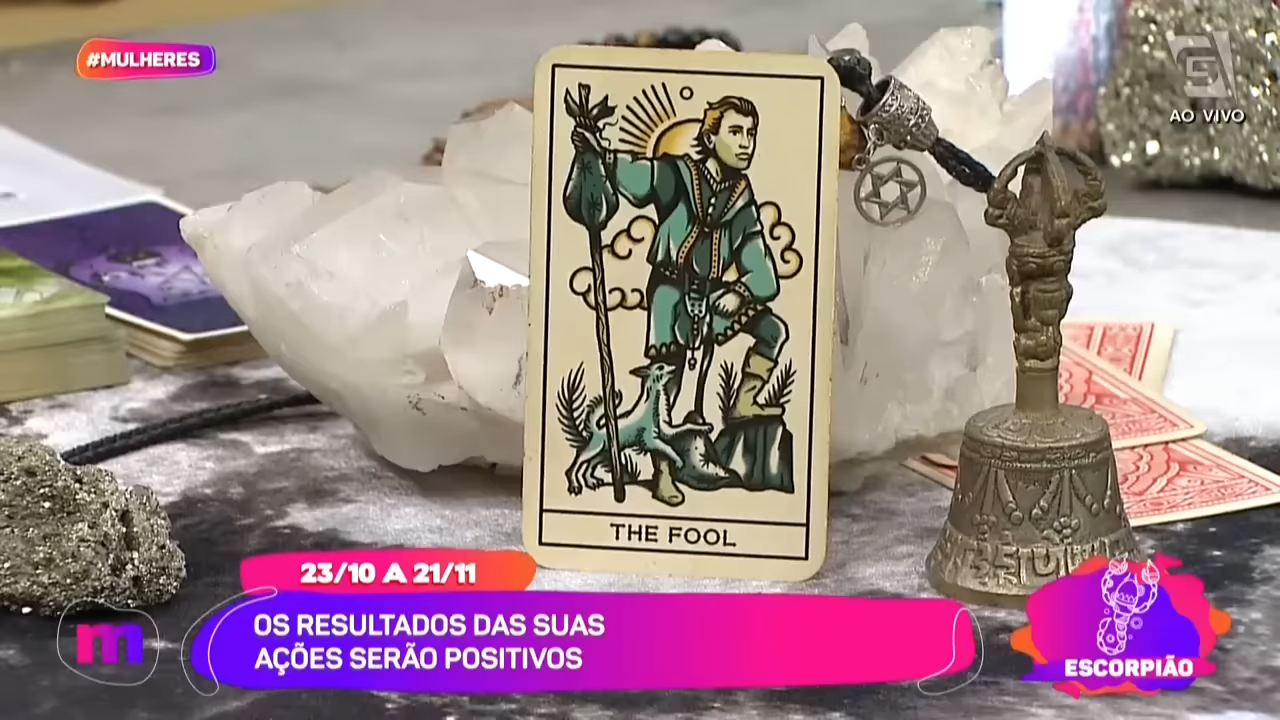 #MULHERES
AO VIVO
THE FOOL
23/10 A 21/11
OS RESULTADOS DAS SUAS
AÇÕES SERÃO POSITIVOS
m
ESCORPIÃO